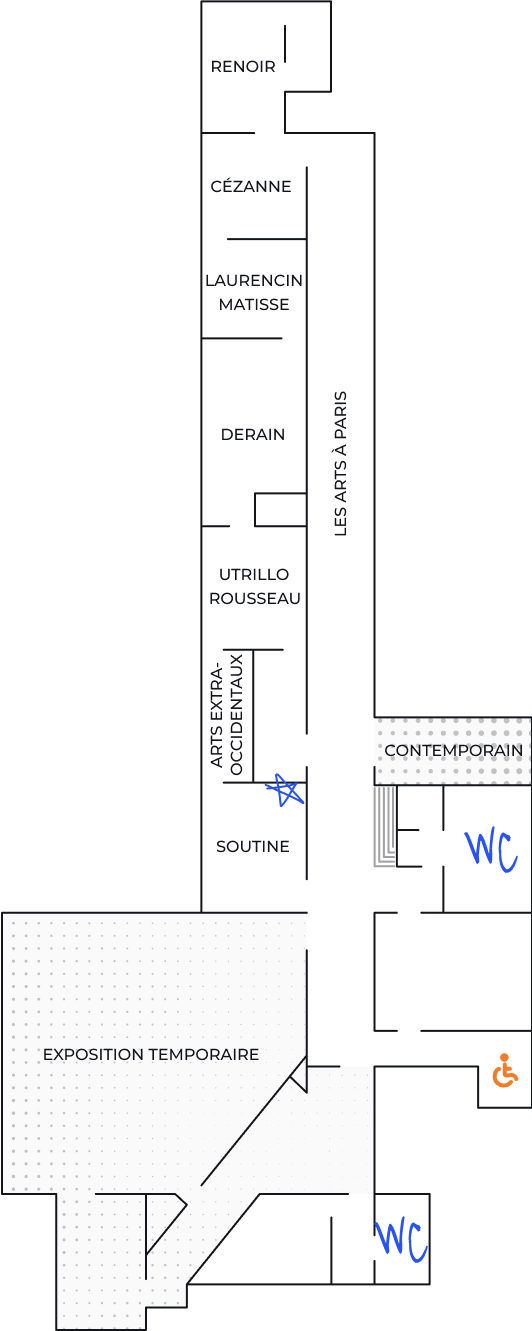 RENOIR
CÉZANNE
LAURENCIN
MATISSE
DERAIN
LES ARTS À PARIS
UTRILLO
ROUSSEAU
ARTS EXTRA-
OCCIDENTAUX
CONTEMPORAIN
SOUTINE
WC
EXPOSITION TEMPORAIRE
WC